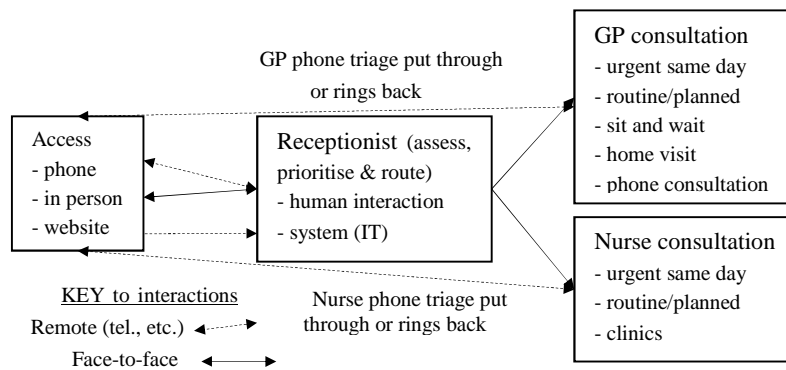 GP phone triage put through
or rings back
Access
- phone
- in person
- website
Receptionist (assess,
prioritise & route)
- human interaction
- system (IT)
GP consultation
- urgent same day
- routine/planned
- sit and wait
- home visit
- phone consultation
Nurse consultation
- urgent same day
- routine/planned
- clinics
Nurse phone triage put
through or rings back
KEY to interactions
Remote (tel., etc.)
Face-to-face